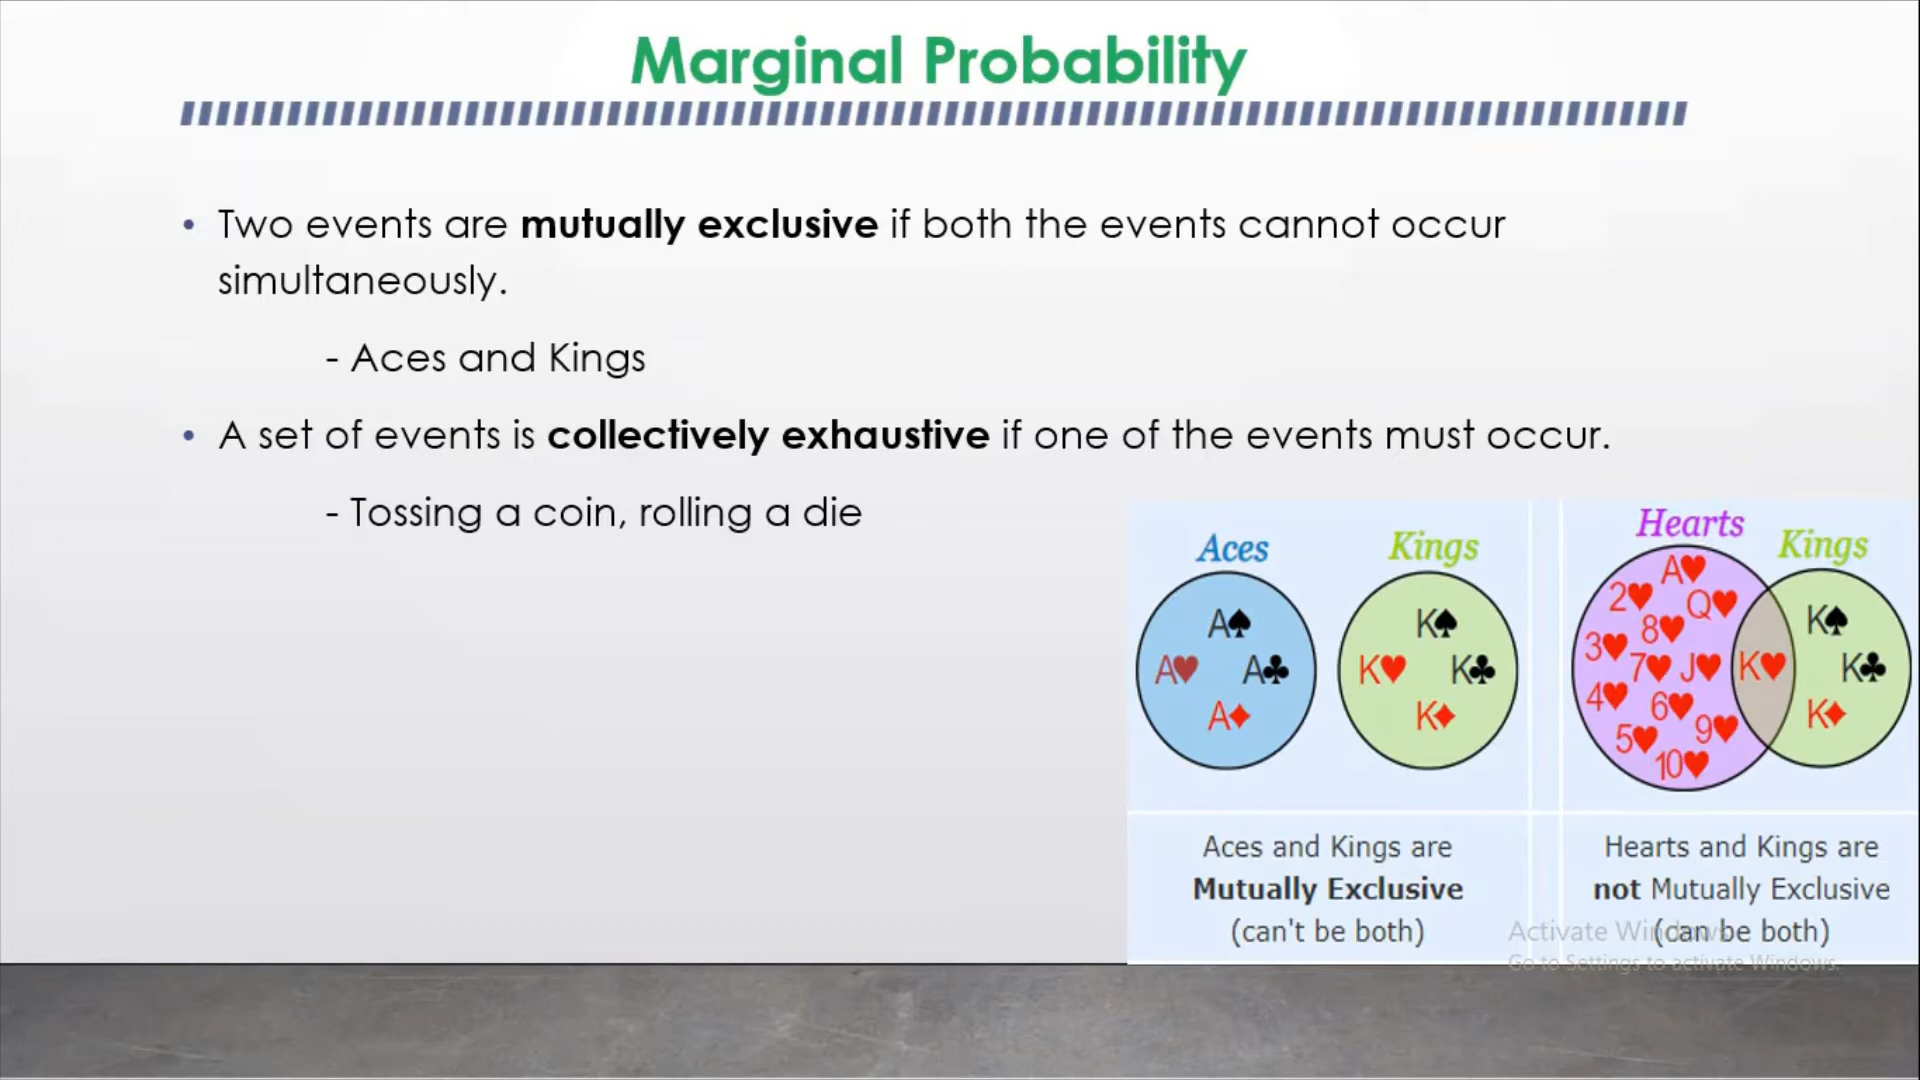 Marginal Probability
• Two events are mutually exclusive if both the events cannot occur
simultaneously.
- Aces and Kings
• A set of events is collectively exhaustive if one of the events must occur.
- Tossing a coin, rolling a die
Aces
Kings
A♠
A♥ A♣
A♦
K♠
K♥ K♣
K♦
Hearts
Kings
A♥
2♥ Q♥
8♥
3♥
7♥ J♥
4♥ 6♥
5♥ 9♥
10♥
K♥
K♠
K♣
K♦
Aces and Kings are
Mutually Exclusive
(can't be both)
Hearts and Kings are
not Mutually Exclusive
(can be both)
Activate Windows
Go to Settings to activate Windows.